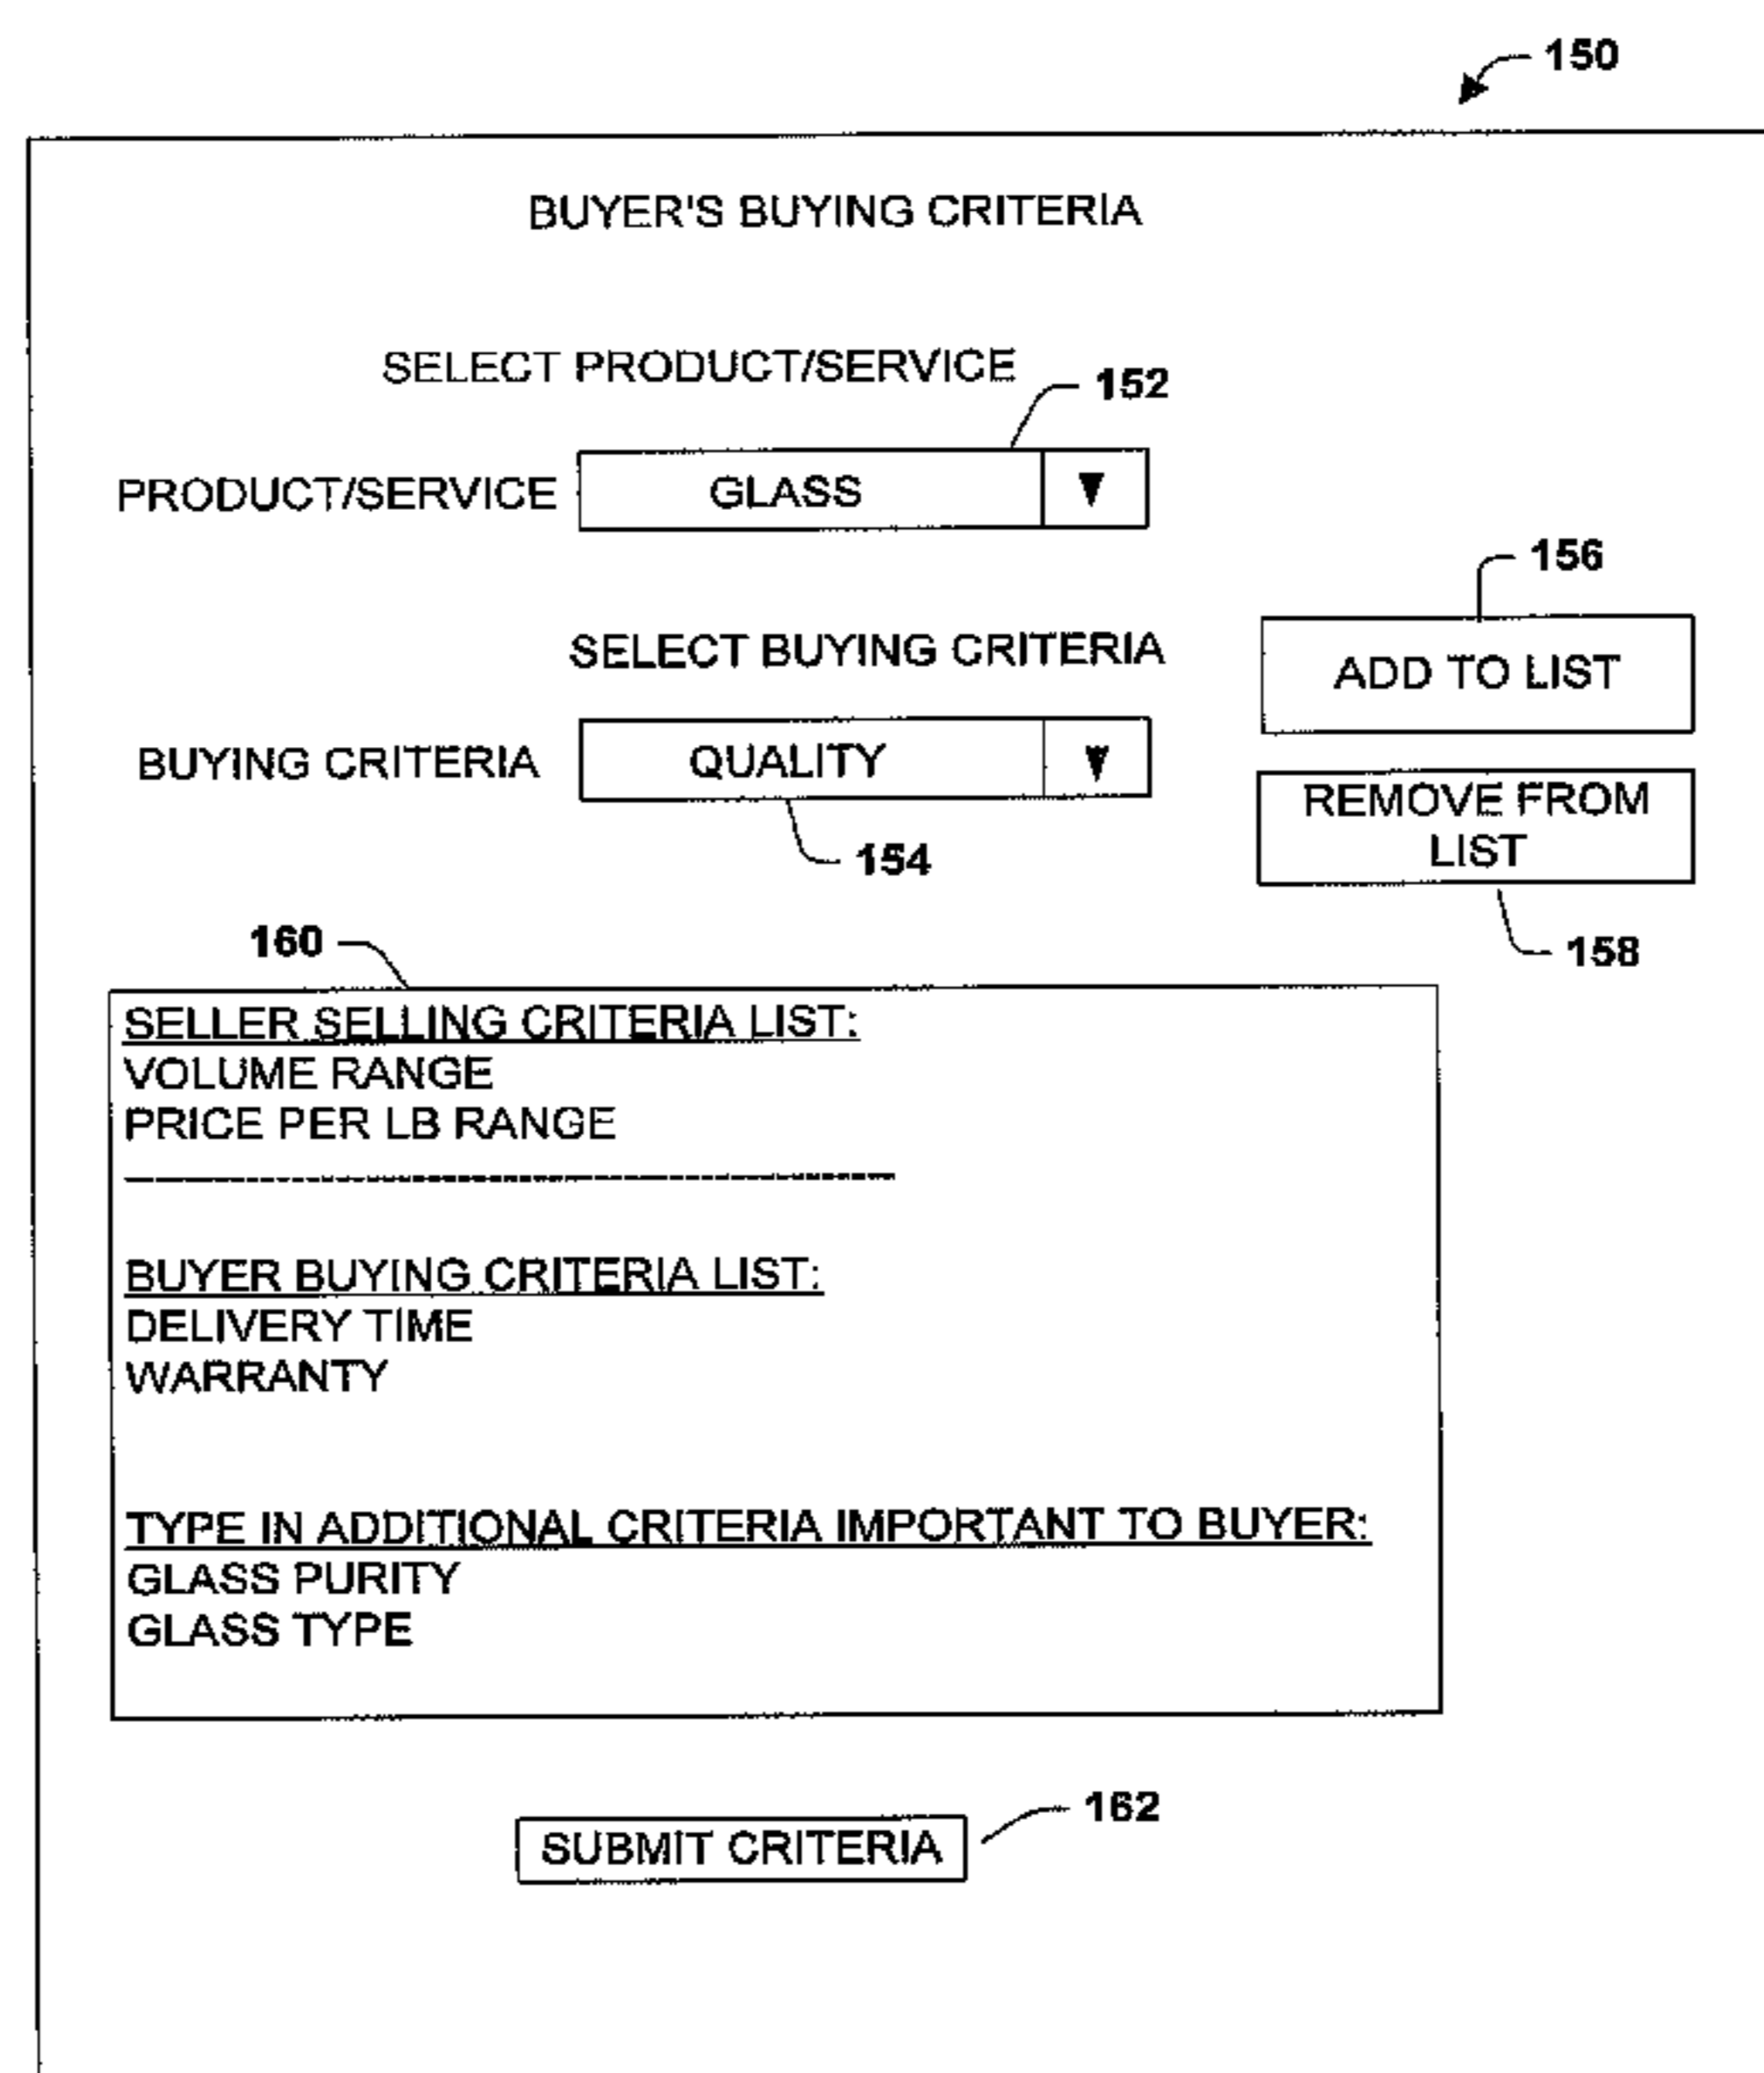 150
BUYER'S BUYING CRITERIA
SELECT PRODUCT/SERVICE
152
PRODUCT/SERVICE GLASS
156
SELECT BUYING CRITERIA
ADD TO LIST
BUYING CRITERIA QUALITY
REMOVE FROM
LIST
154
158
160
SELLER SELLING CRITERIA LIST:
VOLUME RANGE
PRICE PER LB RANGE
BUYER BUYING CRITERIA LIST:
DELIVERY TIME
WARRANTY
TYPE IN ADDITIONAL CRITERIA IMPORTANT TO BUYER:
GLASS PURITY
GLASS TYPE
162
SUBMIT CRITERIA